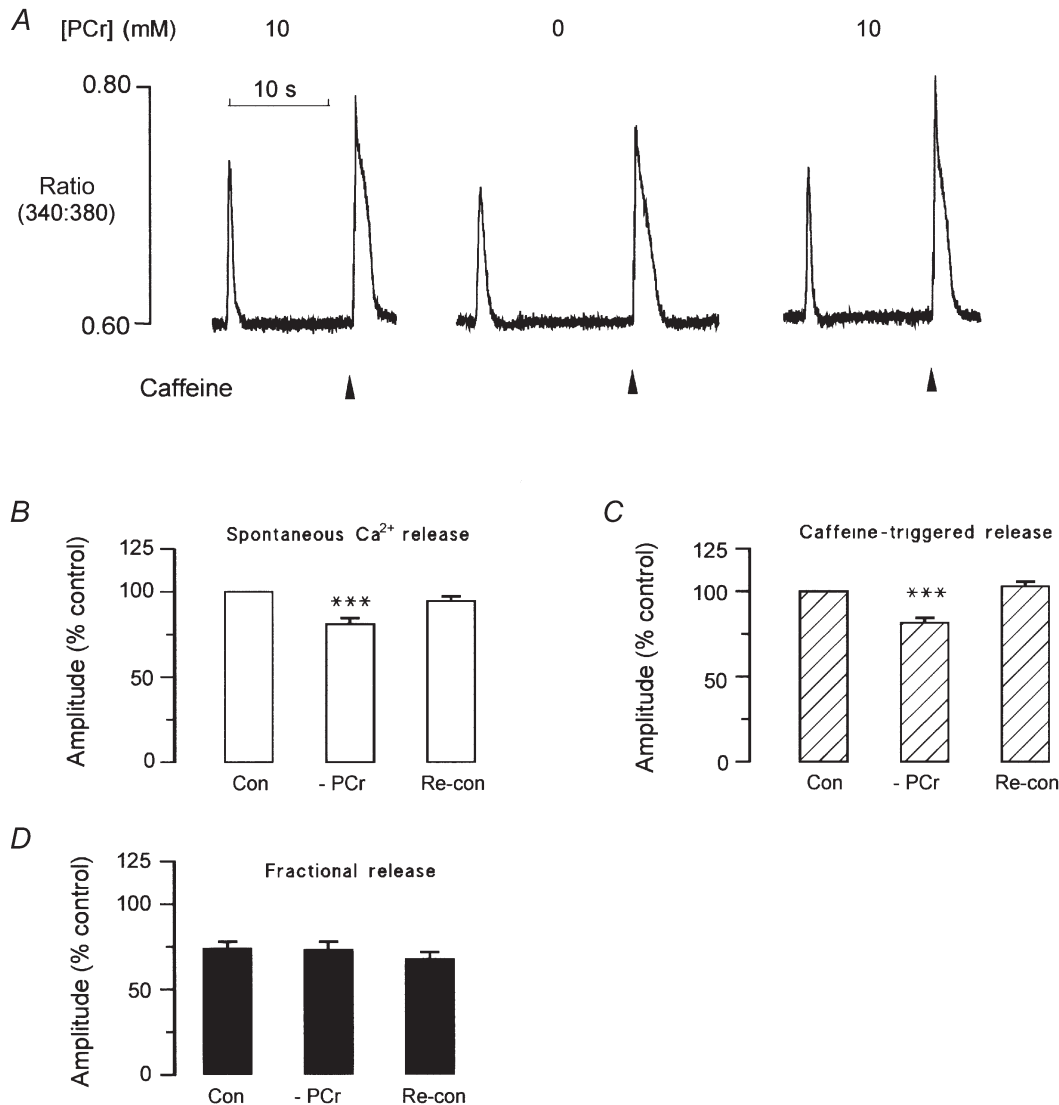 A
[PCr] (mM) 10 0 10
0.80
10 s
Ratio
(340:380)
0.60
Caffeine
B
Spontaneous Ca2+ release
Amplitude (% control)
125
100
50
0
***
Con - PCr Re-con
C
Caffeine-triggered release
Amplitude (% control)
125
100
50
0
***
Con - PCr Re-con
D
Fractional release
Amplitude (% control)
125
100
50
0
Con - PCr Re-con